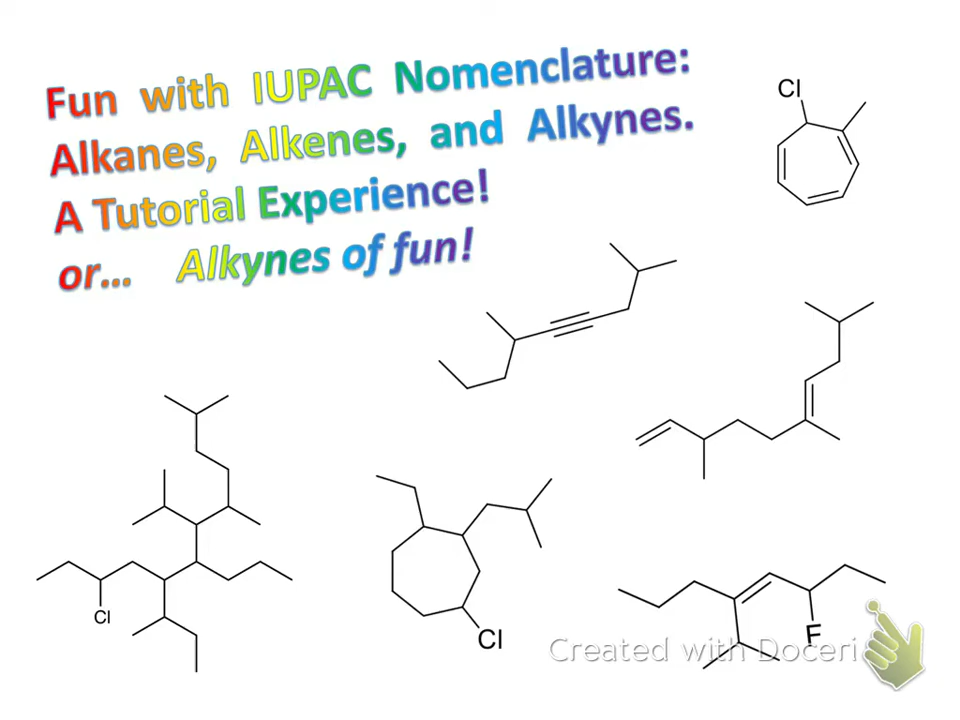 Fun with IUPAC Nomenclature:
Alkanes, Alkenes, and Alkynes.
A Tutorial Experience!
or... Alkynes of fun!
Cl
Cl
Cl
F
Created with Doceri